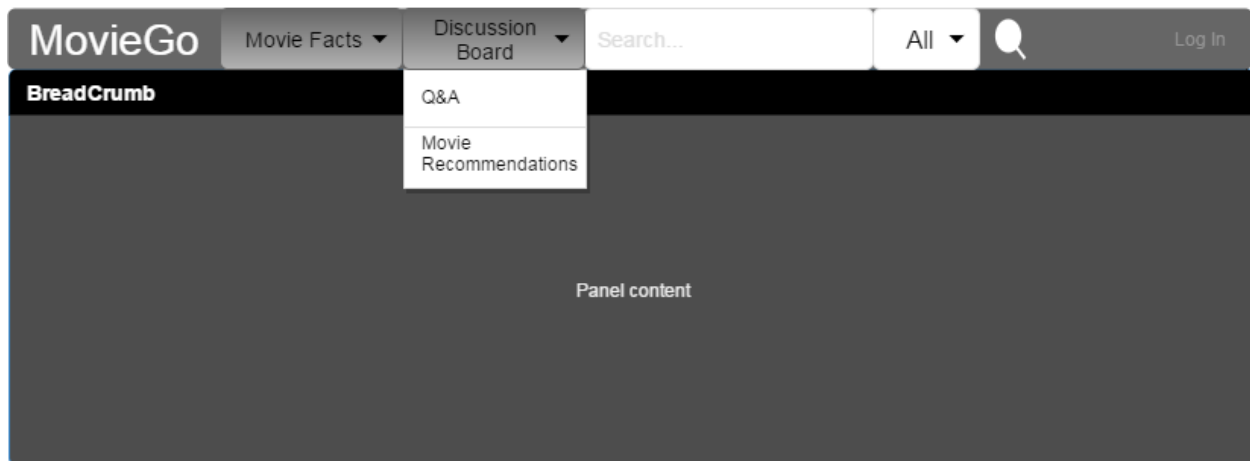 MovieGo
Movie Facts
Discussion
Board
Search...
All
Log In
BreadCrumb
Q&A
Movie
Recommendations
Panel content